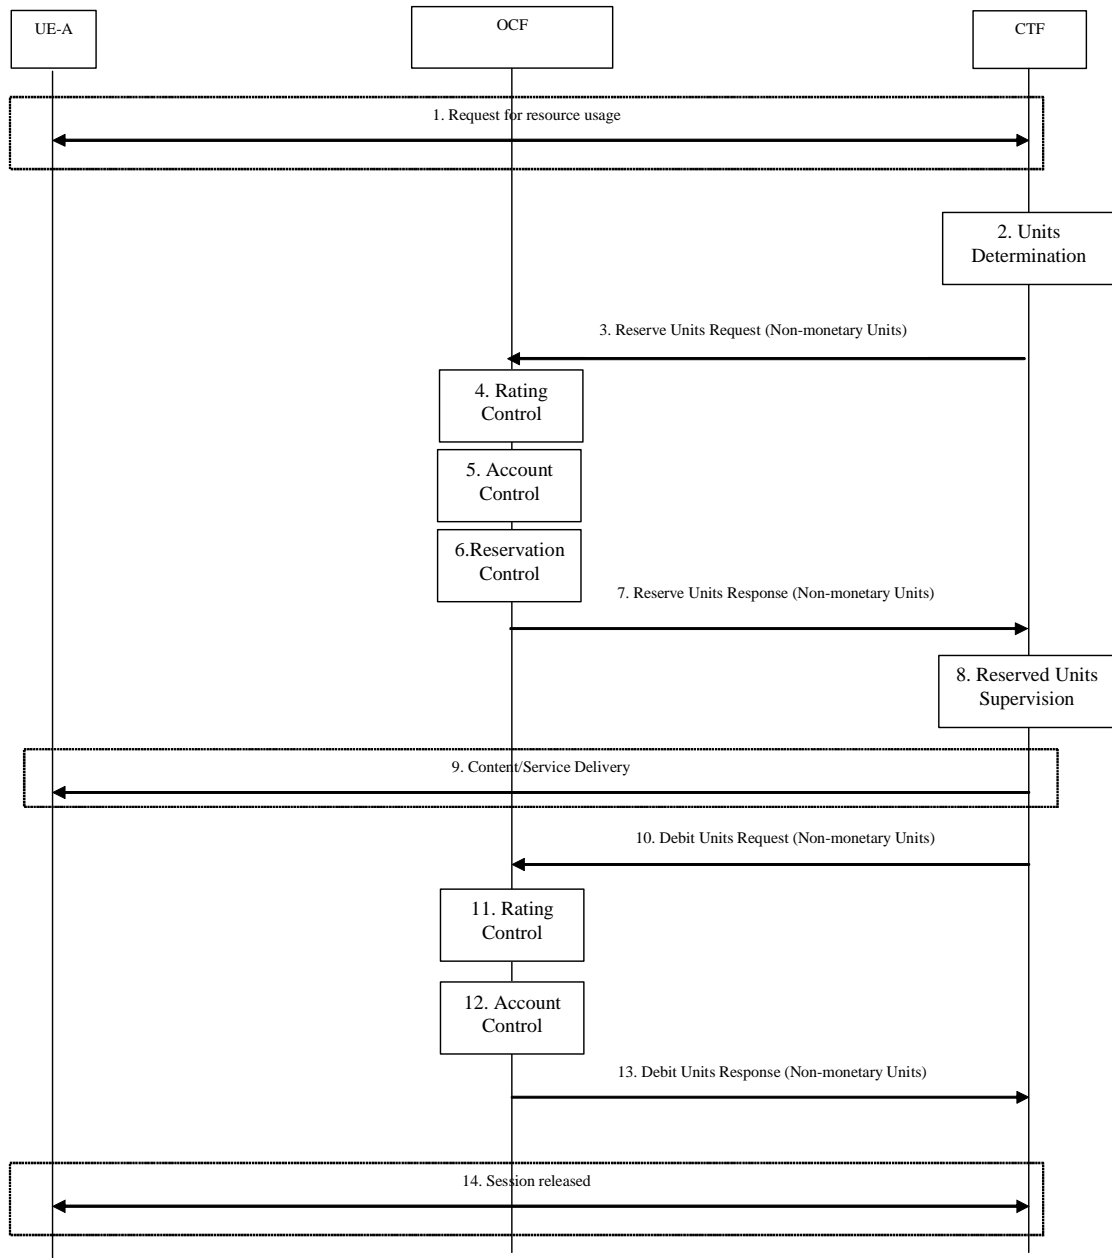 UE-A
OCF
CTF
1. Request for resource usage
2. Units
Determination
3. Reserve Units Request (Non-monetary Units)
4. Rating
Control
5. Account
Control
6.Reservation
Control
7. Reserve Units Response (Non-monetary Units)
8. Reserved Units
Supervision
9. Content/Service Delivery
10. Debit Units Request (Non-monetary Units)
11. Rating
Control
12. Account
Control
13. Debit Units Response (Non-monetary Units)
14. Session released